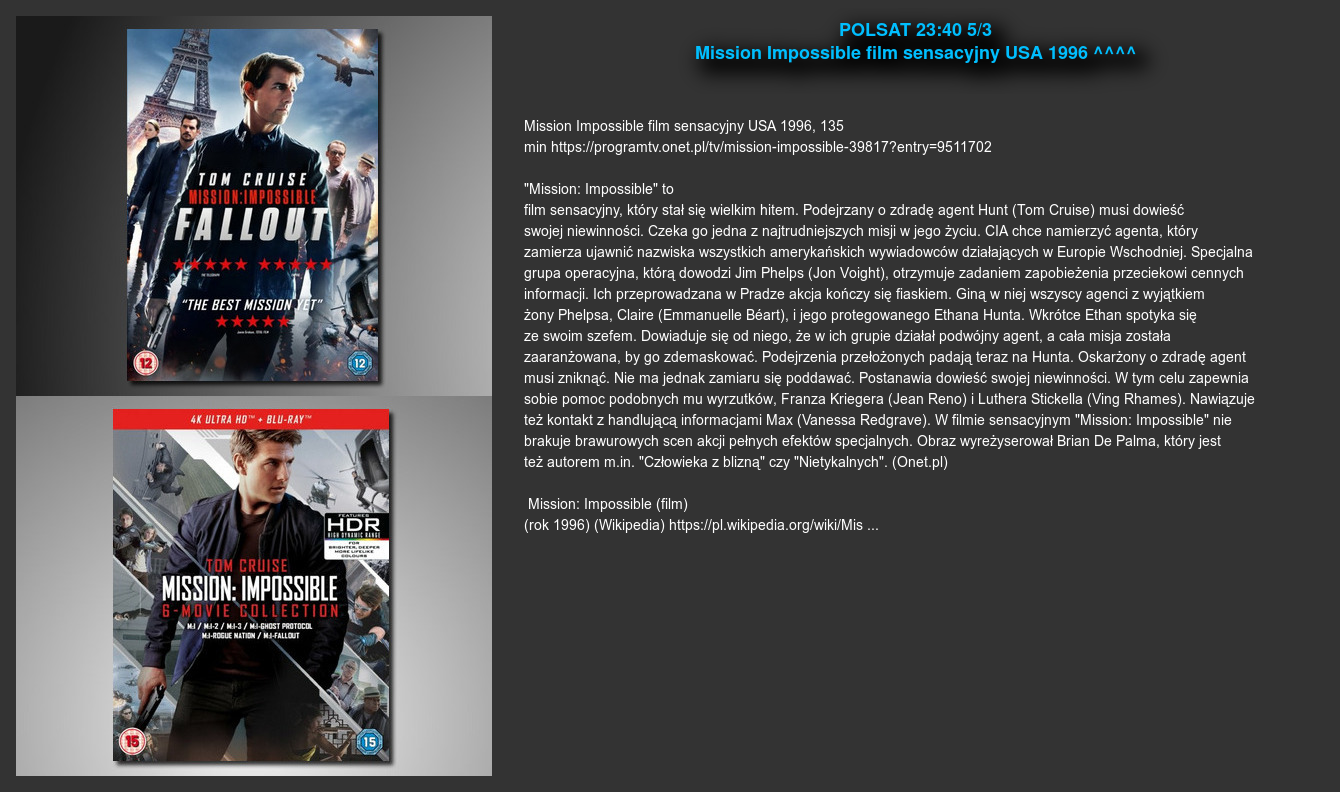 TOM CRUISE
MISSION:IMPOSSIBLE
FALLOUT
"THE BEST MISSION YET"
12
12
4K ULTRA HD™ + BLU-RAY™
FEATURES
HDR
HIGH DYNAMIC RANGE
FOR
BRIGHTER, DEEPER
MORE LIFELIKE
COLOURS
TOM CRUISE
MISSION: IMPOSSIBLE
6-MOVIE COLLECTION
M:I / M:I-2 / M:I-3 / M:I-GHOST PROTOCOL
M:I-ROGUE NATION / M:I-FALLOUT
15
15
POLSAT 23:40 5/3
Mission Impossible film sensacyjny USA 1996 ^^^^
Mission Impossible film sensacyjny USA 1996, 135
min https://programtv.onet.pl/tv/mission-impossible-39817?entry=9511702
"Mission: Impossible" to
film sensacyjny, który stał się wielkim hitem. Podejrzany o zdradę agent Hunt (Tom Cruise) musi dowieść
swojej niewinności. Czeka go jedna z najtrudniejszych misji w jego życiu. CIA chce namierzyć agenta, który
zamierza ujawnić nazwiska wszystkich amerykańskich wywiadowców działających w Europie Wschodniej. Specjalna
grupa operacyjna, którą dowodzi Jim Phelps (Jon Voight), otrzymuje zadaniem zapobieżenia przeciekowi cennych
informacji. Ich przeprowadzana w Pradze akcja kończy się fiaskiem. Giną w niej wszyscy agenci z wyjątkiem
żony Phelpsa, Claire (Emmanuelle Béart), i jego protegowanego Ethana Hunta. Wkrótce Ethan spotyka się
ze swoim szefem. Dowiaduje się od niego, że w ich grupie działał podwójny agent, a cała misja została
zaaranżowana, by go zdemaskować. Podejrzenia przełożonych padają teraz na Hunta. Oskarżony o zdradę agent
musi zniknąć. Nie ma jednak zamiaru się poddawać. Postanawia dowieść swojej niewinności. W tym celu zapewnia
sobie pomoc podobnych mu wyrzutków, Franza Kriegera (Jean Reno) i Luthera Stickella (Ving Rhames). Nawiązuje
też kontakt z handlującą informacjami Max (Vanessa Redgrave). W filmie sensacyjnym "Mission: Impossible" nie
brakuje brawurowych scen akcji pełnych efektów specjalnych. Obraz wyreżyserował Brian De Palma, który jest
też autorem m.in. "Człowieka z blizną" czy "Nietykalnych". (Onet.pl)
Mission: Impossible (film)
(rok 1996) (Wikipedia) https://pl.wikipedia.org/wiki/Mis ...